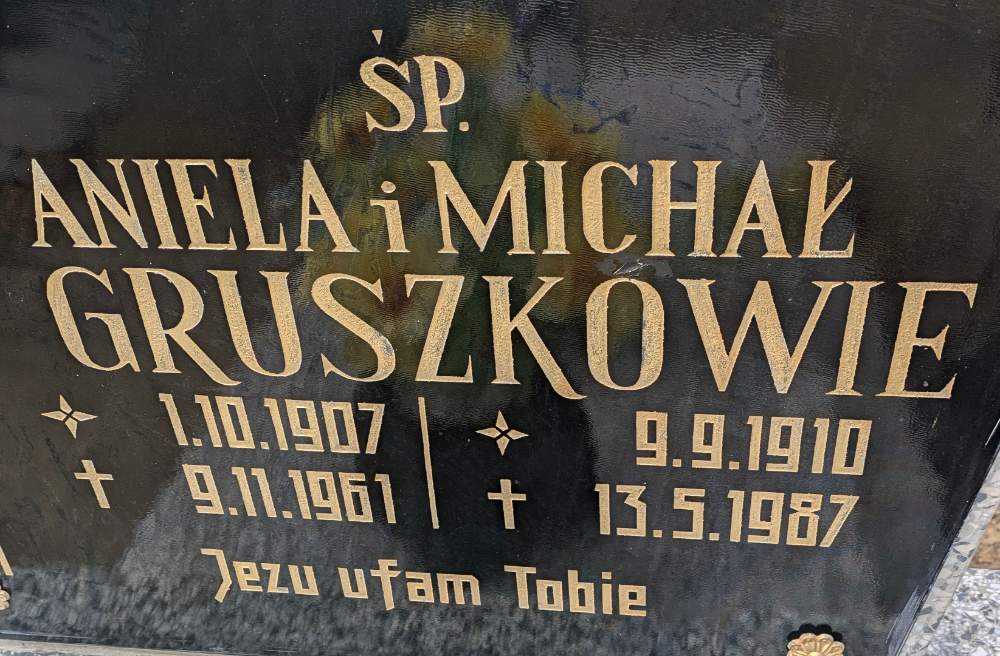 ŚP.
ANIELA i MICHAŁ
GRUSZKOWIE
1.10.1907 9.9.1910
9.11.1961 13.5.1987
Jezu ufam Tobie